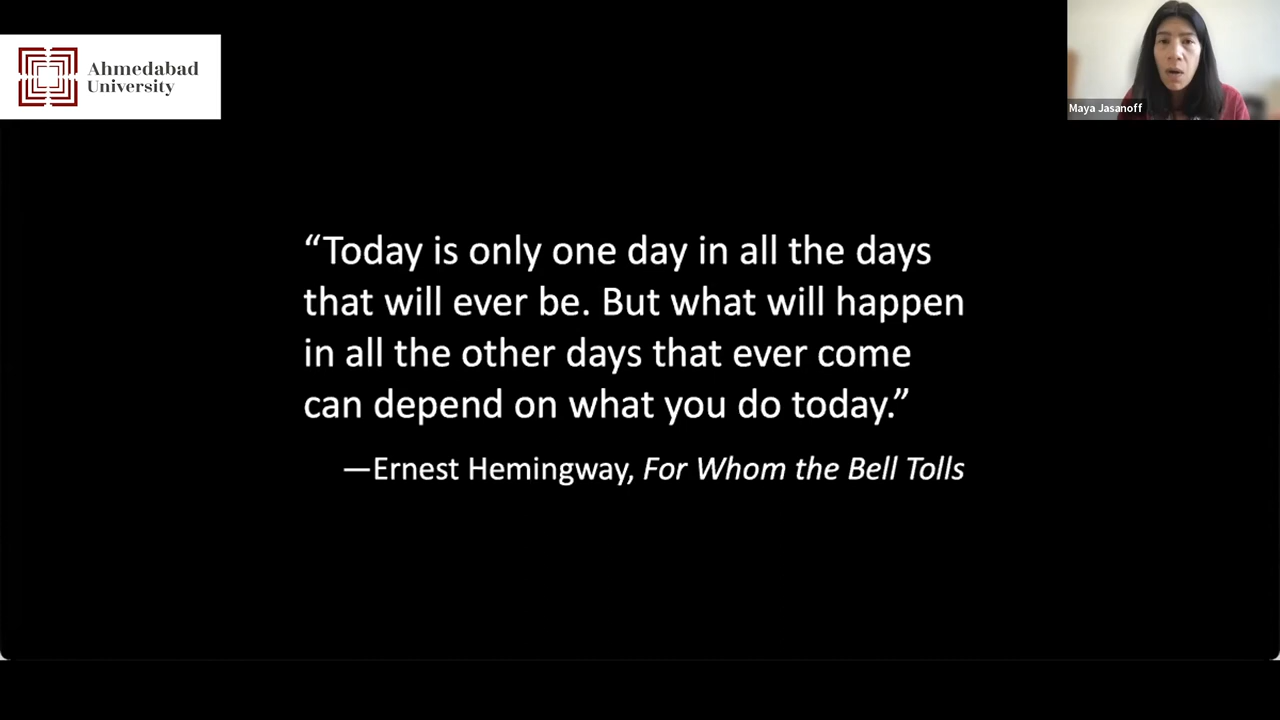 Ahmedabad
University
Maya Jasanoff
“Today is only one day in all the days
that will ever be. But what will happen
in all the other days that ever come
can depend on what you do today.”
—Ernest Hemingway, For Whom the Bell Tolls